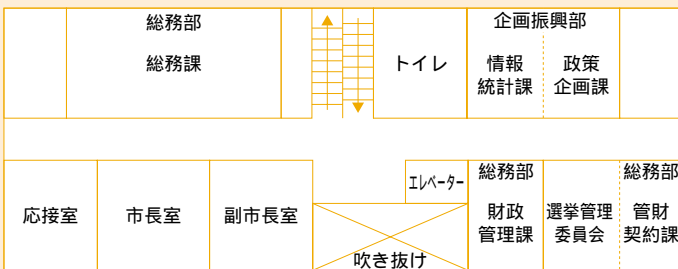 総務部
総務課
トイレ
企画振興部
情報
統計課
政策
企画課
応接室
市長室
副市長室
エレベーター
吹き抜け
総務部
財政
管理課
選挙管理
委員会
総務部
管財
契約課